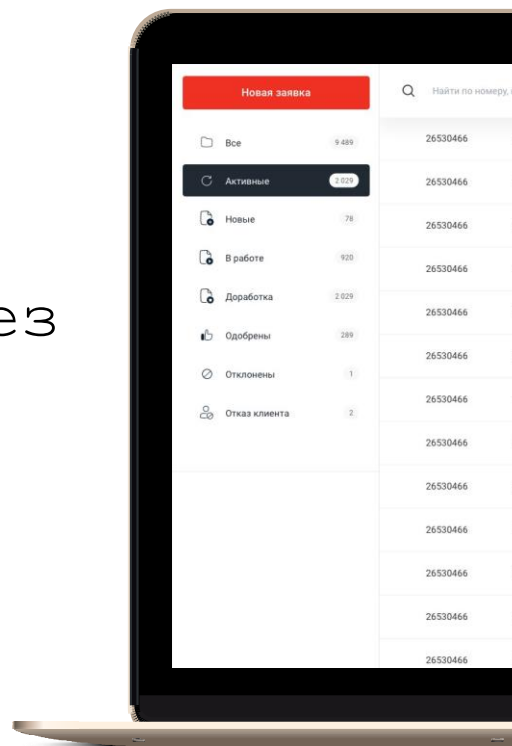 Новая заявка
Найти по номеру,
Все 9 489
Активные 2 029
Новые 78
В работе 920
Доработка 2 029
Одобрены 289
Отклонены 1
Отказ клиента 2
ез
26530466
26530466
26530466
26530466
26530466
26530466
26530466
26530466
26530466
26530466
26530466
26530466
26530466